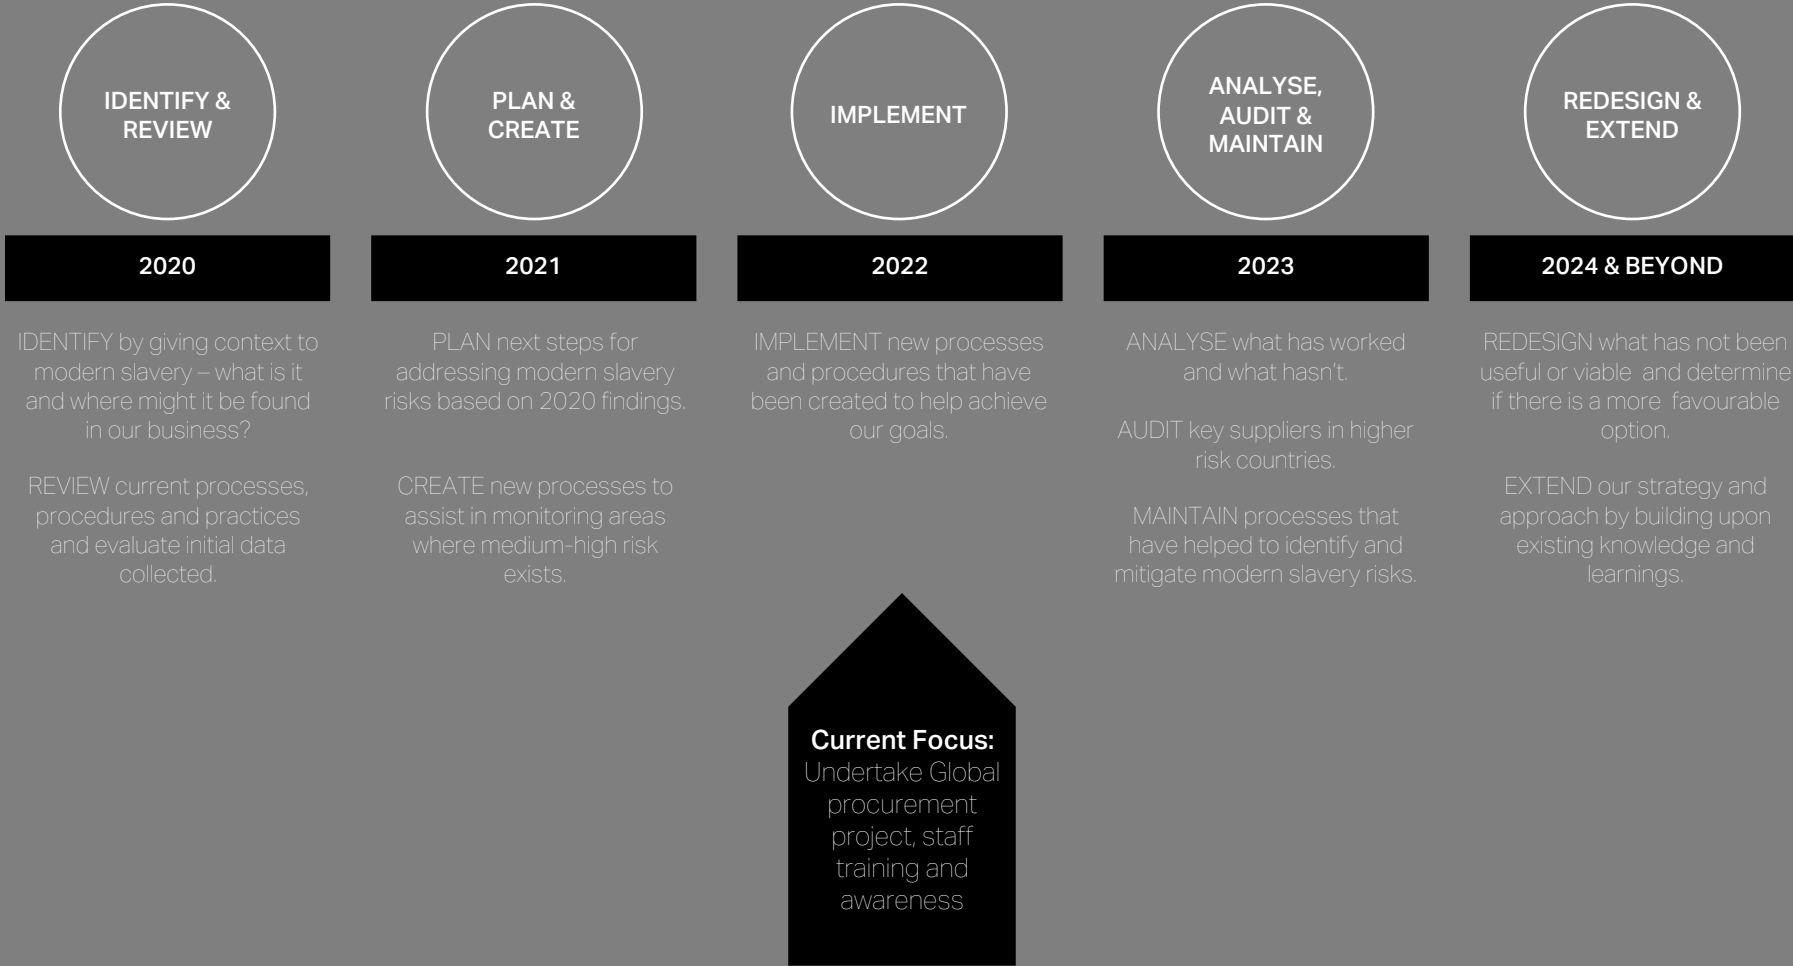 IDENTIFY &
REVIEW
2020
IDENTIFY by giving context to
modern slavery – what is it
and where might it be found
in our business?
REVIEW current processes,
procedures and practices
and evaluate initial data
collected.
PLAN &
CREATE
2021
PLAN next steps for
addressing modern slavery
risks based on 2020 findings.
CREATE new processes to
assist in monitoring areas
where medium-high risk
exists.
IMPLEMENT
2022
IMPLEMENT new processes
and procedures that have
been created to help achieve
our goals.
Current Focus:
Undertake Global
procurement
project, staff
training and
awareness
ANALYSE,
AUDIT &
MAINTAIN
2023
ANALYSE what has worked
and what hasn't.
AUDIT key suppliers in higher
risk countries.
MAINTAIN processes that
have helped to identify and
mitigate modern slavery risks.
REDESIGN &
EXTEND
2024 & BEYOND
REDESIGN what has not been
useful or viable and determine
if there is a more favourable
option.
EXTEND our strategy and
approach by building upon
existing knowledge and
learnings.